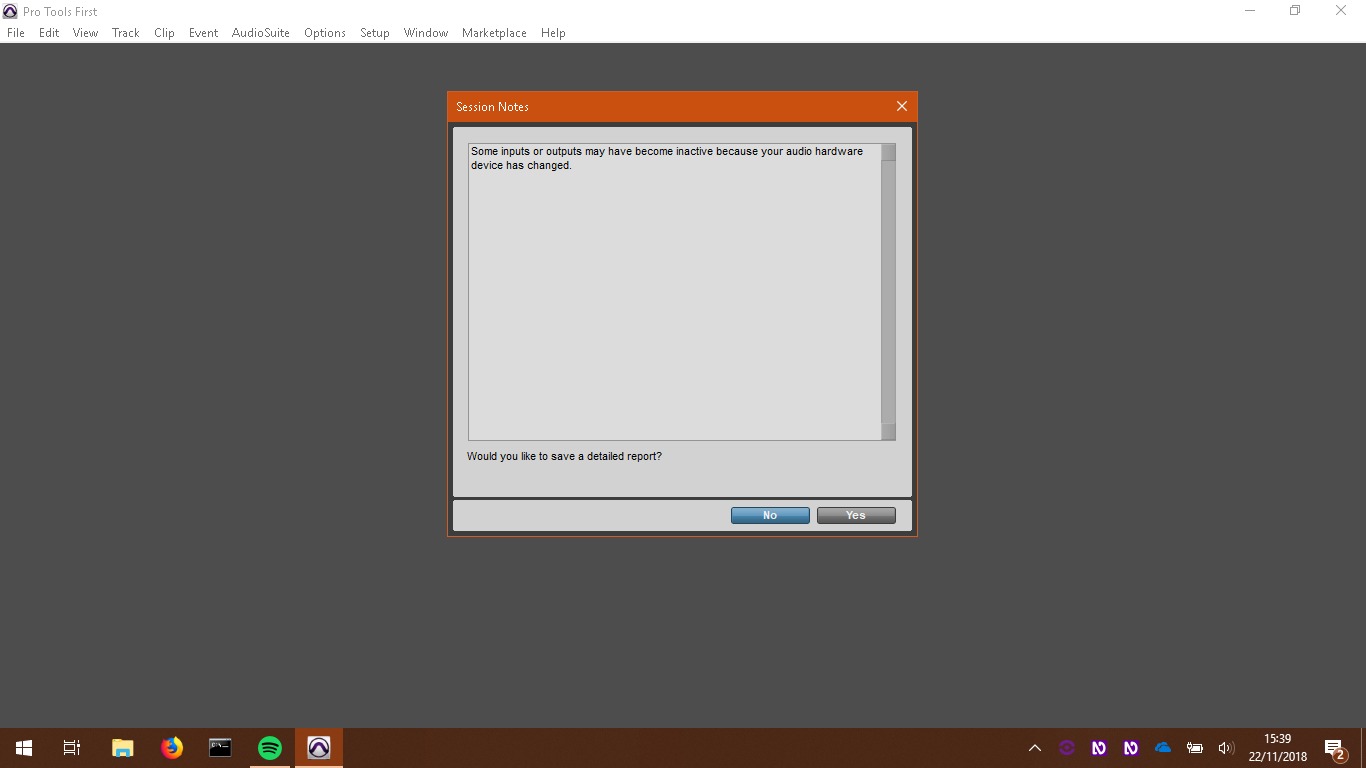 Pro Tools First
File Edit View Track Clip Event AudioSuite Options Setup Window Marketplace Help
Session Notes
Some inputs or outputs may have become inactive because your audio hardware
device has changed.
Would you like to save a detailed report?
No Yes
15:39
22/11/2018
2